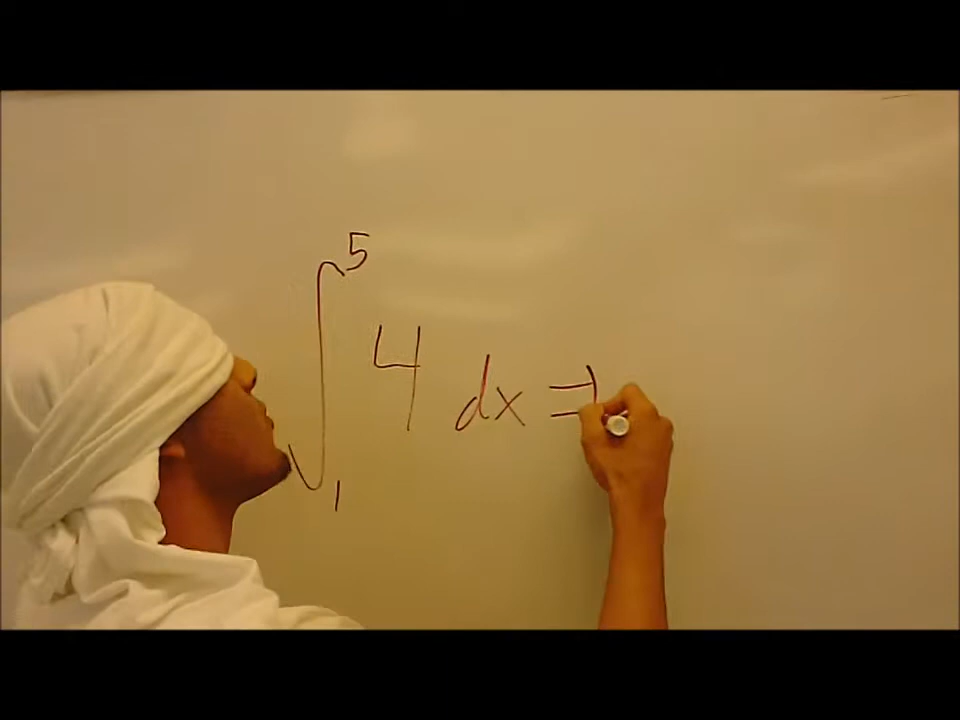 ∫₁⁵ 4 dx =